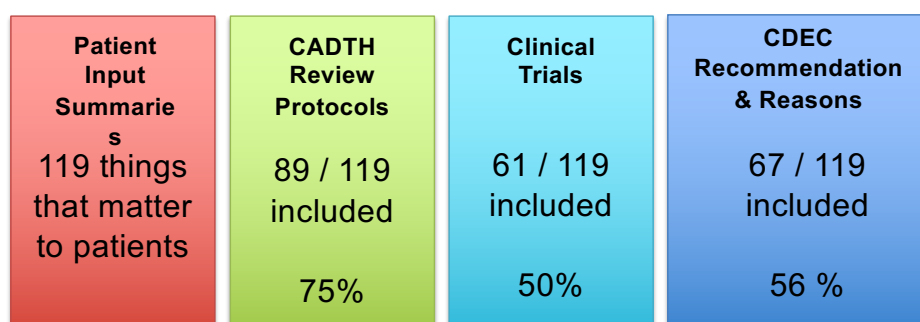 Patient
Input
Summarie
s
119 things
that matter
to patients
CADTH
Review
Protocols
89 / 119
included
75%
Clinical
Trials
61 / 119
included
50%
CDEC
Recommendation
& Reasons
67 / 119
included
56 %